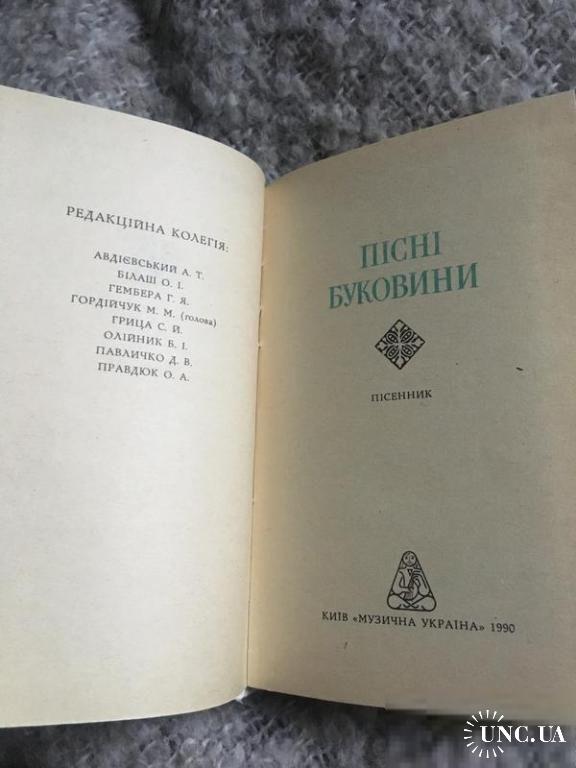 РЕДАКЦІЙНА КОЛЕГІЯ:
АВДІЄВСЬКИЙ А. Т.
БІЛАШ О. І.
ГЕМБЕРА Г. Я.
ГОРДІЙЧУК М. М. (голова)
ГРИЦА С. Й.
ОЛІЙНИК Б. І.
ПАВЛИЧКО Д. В.
ПРАВДЮК О. А.
ПІСНІ
БУКОВИНИ
ПІСЕННИК
КИЇВ «МУЗИЧНА УКРАЇНА» 1990
UNC.UA